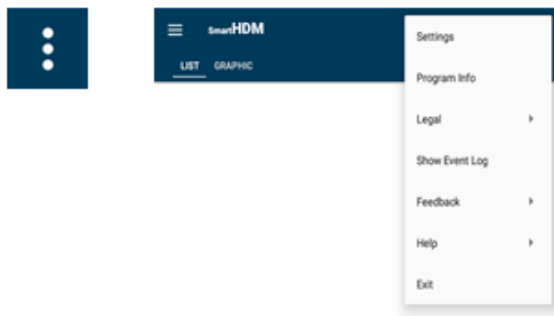 SmartHDM
LIST GRAPHIC
Settings
Program Info
Legal
Show Event Log
Feedback
Help
Exit